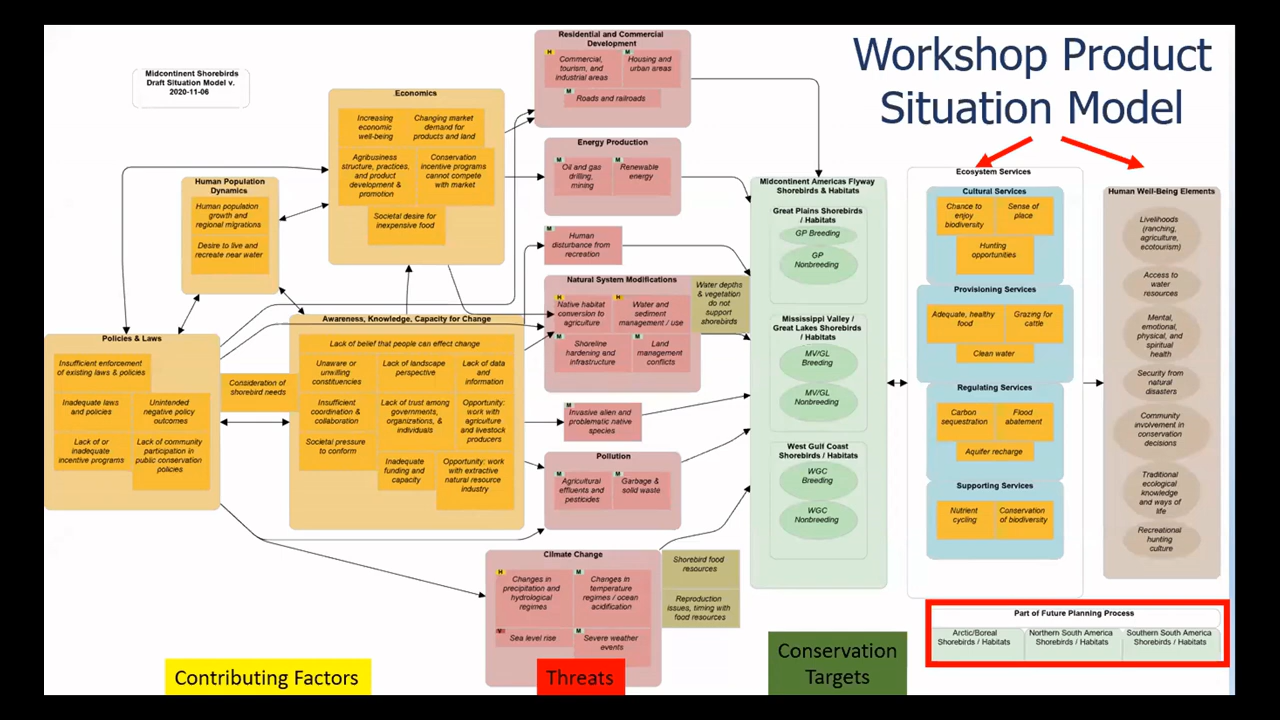 Workshop Product
Situation Model
Midcontinent Shorebirds
Draft Situation Model v.
2020-11-06
Policies & Laws
Insufficient enforcement
of existing laws & policies
Inadequate laws
and policies
Unintended
negative policy
outcomes
Lack of or
inadequate
incentive programs
Lack of community
participation in
public conservation
policies
Human Population
Dynamics
Human population
growth and
regional migrations
Desire to live and
recreate near water
Consideration of
shorebird needs
Economics
Increasing
economic
well-being
Changing market
demand for
products and land
Agribusiness
structure, practices,
and product
development &
promotion
Conservation
incentive programs
cannot compete
with market
Societal desire for
inexpensive food
Awareness, Knowledge, Capacity for Change
Lack of belief that people can effect change
Unaware or
unwilling
constituencies
Lack of landscape
perspective
Lack of data
and
information
Insufficient
coordination &
collaboration
Lack of trust among
governments,
organizations, &
individuals
Opportunity:
work with
agriculture
and livestock
producers
Societal pressure
to conform
Inadequate
funding and
capacity
Opportunity: work
with extractive
natural resource
industry
Residential and Commercial
Development
H
Commercial,
tourism, and
industrial areas
M
Housing and
urban areas
M
Roads and railroads
Energy Production
M
Oil and gas
drilling,
mining
M
Renewable
energy
M
Human
disturbance from
recreation
Natural System Modifications
H
Native habitat
conversion to
agriculture
H
Water and
sediment
management / use
M
Shoreline
hardening and
infrastructure
M
Land
management
conflicts
Water depths
& vegetation
do not
support
shorebirds
M
Invasive alien and
problematic native
species
Pollution
M
Agricultural
effluents and
pesticides
M
Garbage &
solid waste
Climate Change
H
Changes in
precipitation and
hydrological
regimes
M
Changes in
temperature
regimes / ocean
acidification
Sea level rise
M
Severe weather
events
Shorebird food
resources
Reproduction
issues, timing with
food resources
Midcontinent Americas Flyway
Shorebirds & Habitats
Great Plains Shorebirds
/ Habitats
GP Breeding
GP
Nonbreeding
Mississippi Valley /
Great Lakes Shorebirds
/ Habitats
MV/GL
Breeding
MV/GL
Nonbreeding
West Gulf Coast
Shorebirds / Habitats
WGC
Breeding
WGC
Nonbreeding
Ecosystem Services
Cultural Services
Chance to
enjoy
biodiversity
Sense of
place
Hunting
opportunities
Provisioning Services
Adequate, healthy
food
Grazing for
cattle
Clean water
Regulating Services
Carbon
sequestration
Flood
abatement
Aquifer recharge
Supporting Services
Nutrient
cycling
Conservation
of biodiversity
Human Well-Being Elements
Livelihoods
(ranching,
agriculture,
ecotourism)
Access to
water
resources
Mental,
emotional,
physical, and
spiritual
health
Security from
natural
disasters
Community
involvement in
conservation
decisions
Traditional
ecological
knowledge
and ways of
life
Recreational
hunting
culture
Part of Future Planning Process
Arctic/Boreal
Shorebirds / Habitats
Northern South America
Shorebirds / Habitats
Southern South America
Shorebirds / Habitats
Contributing Factors
Threats
Conservation
Targets